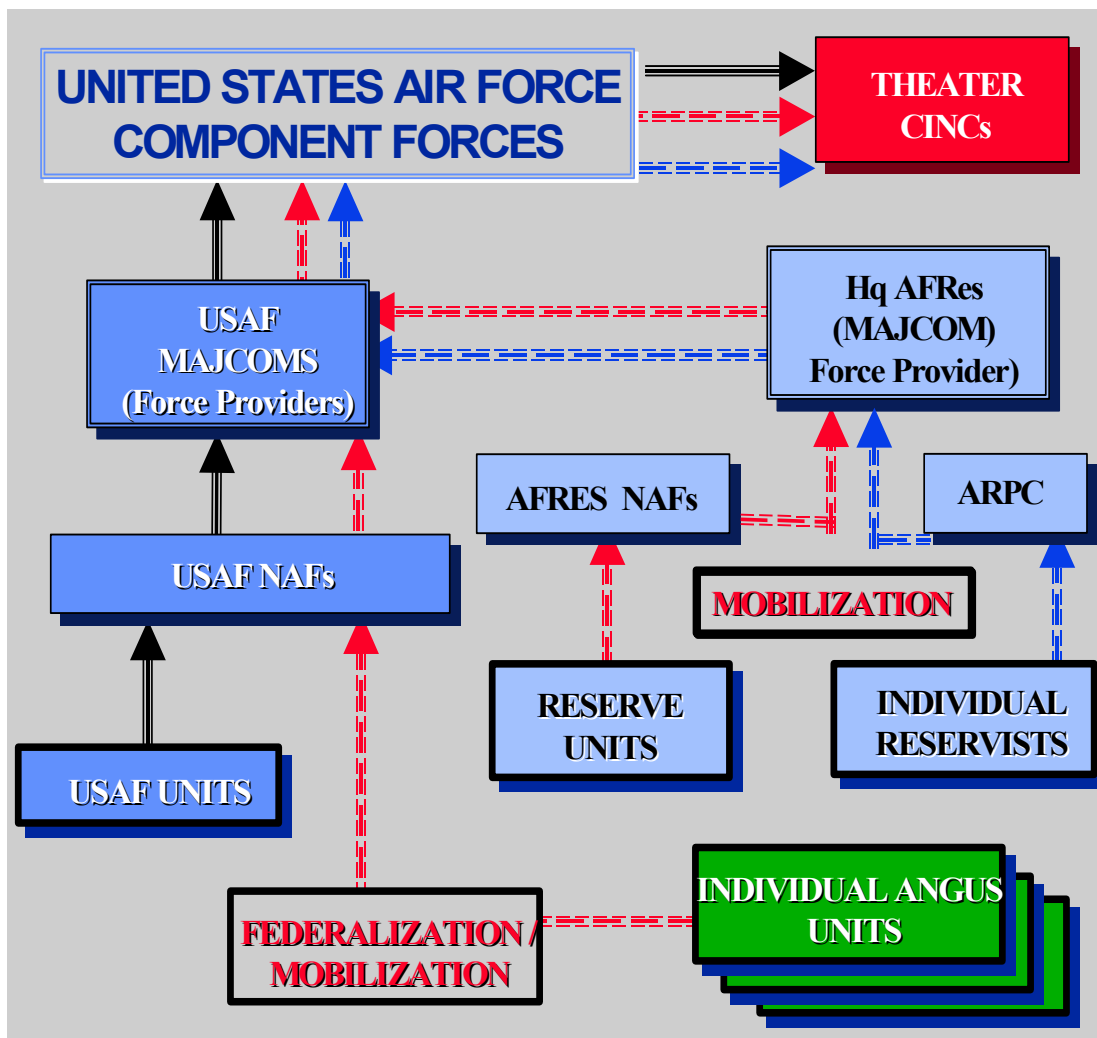 UNITED STATES AIR FORCE
COMPONENT FORCES
THEATER
CINCs
USAF
MAJCOMS
(Force Providers)
Hq AFRes
(MAJCOM)
Force Provider)
AFRES NAFs
ARPC
USAF NAFs
MOBILIZATION
RESERVE
UNITS
INDIVIDUAL
RESERVISTS
USAF UNITS
INDIVIDUAL ANGUS
UNITS
FEDERALIZATION /
MOBILIZATION